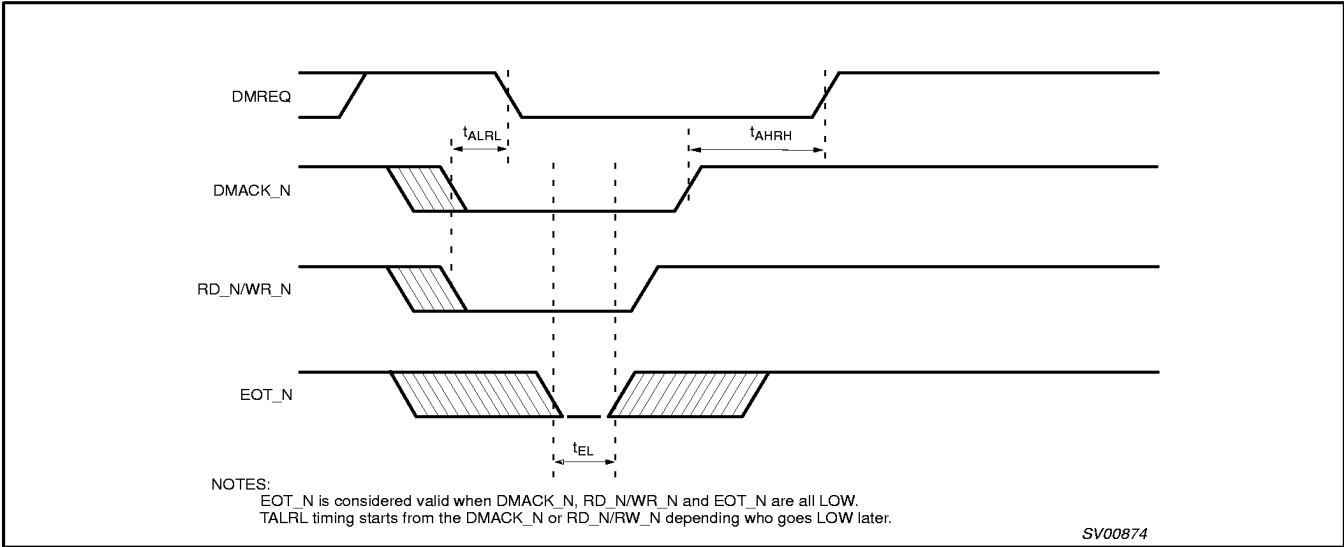 DMREQ
tALRL
tAHRH
DMACK_N
RD_N/WR_N
EOT_N
tEL
NOTES:
EOT_N is considered valid when DMACK_N, RD_N/WR_N and EOT_N are all LOW.
TALRL timing starts from the DMACK_N or RD_N/RW_N depending who goes LOW later.
SV00874